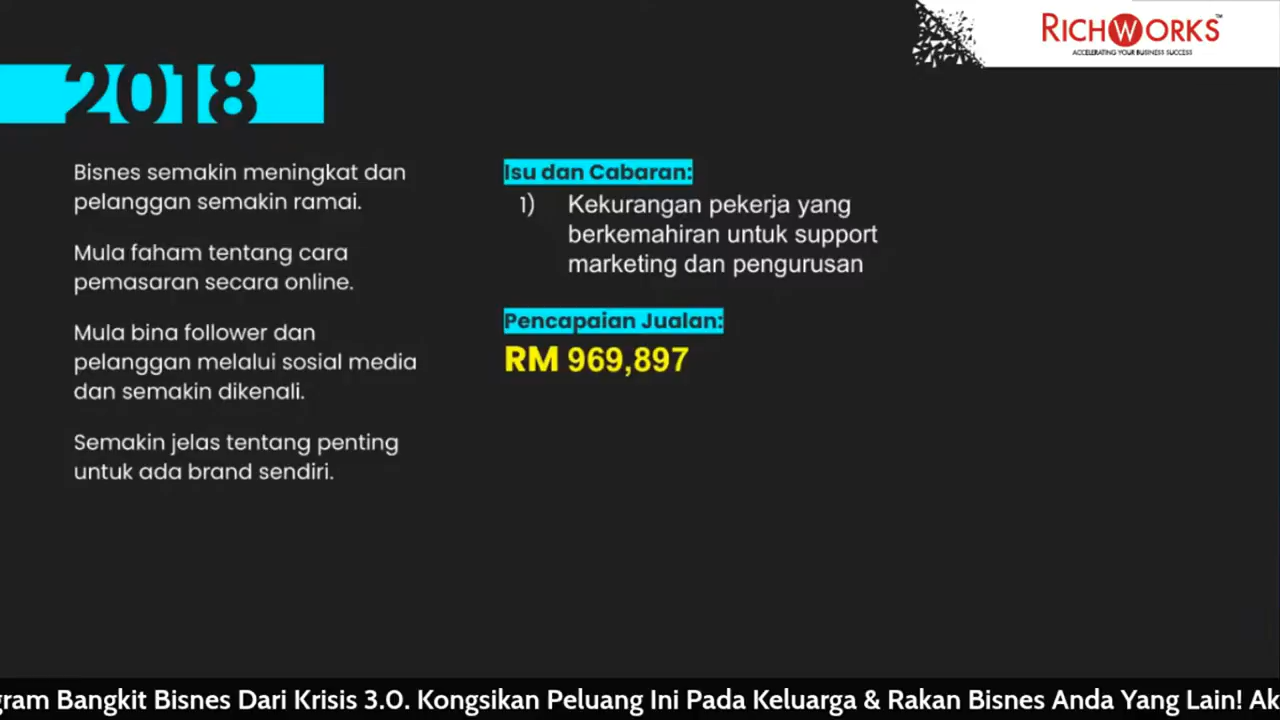 RICHWORKS™
ACCELERATING YOUR BUSINESS SUCCESS
2018
Bisnes semakin meningkat dan
pelanggan semakin ramai.
Mula faham tentang cara
pemasaran secara online.
Mula bina follower dan
pelanggan melalui sosial media
dan semakin dikenali.
Semakin jelas tentang penting
untuk ada brand sendiri.
Isu dan Cabaran:
1) Kekurangan pekerja yang
berkemahiran untuk support
marketing dan pengurusan
Pencapaian Jualan:
RM 969,897
gram Bangkit Bisnes Dari Krisis 3.0. Kongsikan Peluang Ini Pada Keluarga & Rakan Bisnes Anda Yang Lain! Ak